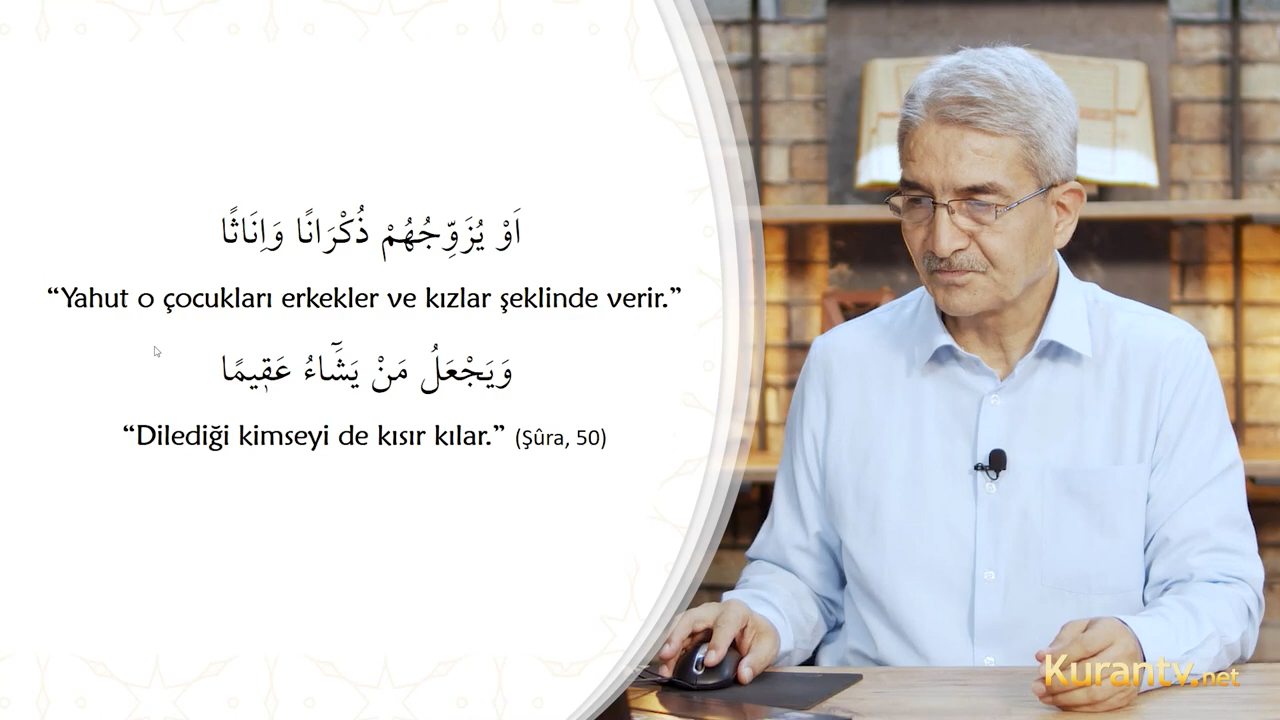 اَوْ يُزَوِّجُهُمْ ذُكْرَانًا وَاِنَاثًا
“Yahut o çocukları erkekler ve kızlar şeklinde verir.”
وَيَجْعَلُ مَنْ يَشَٓاءُ عَق۪يمًا
“Dilediği kimseyi de kısır kılar.” (Şûra, 50)
Kurantv.net